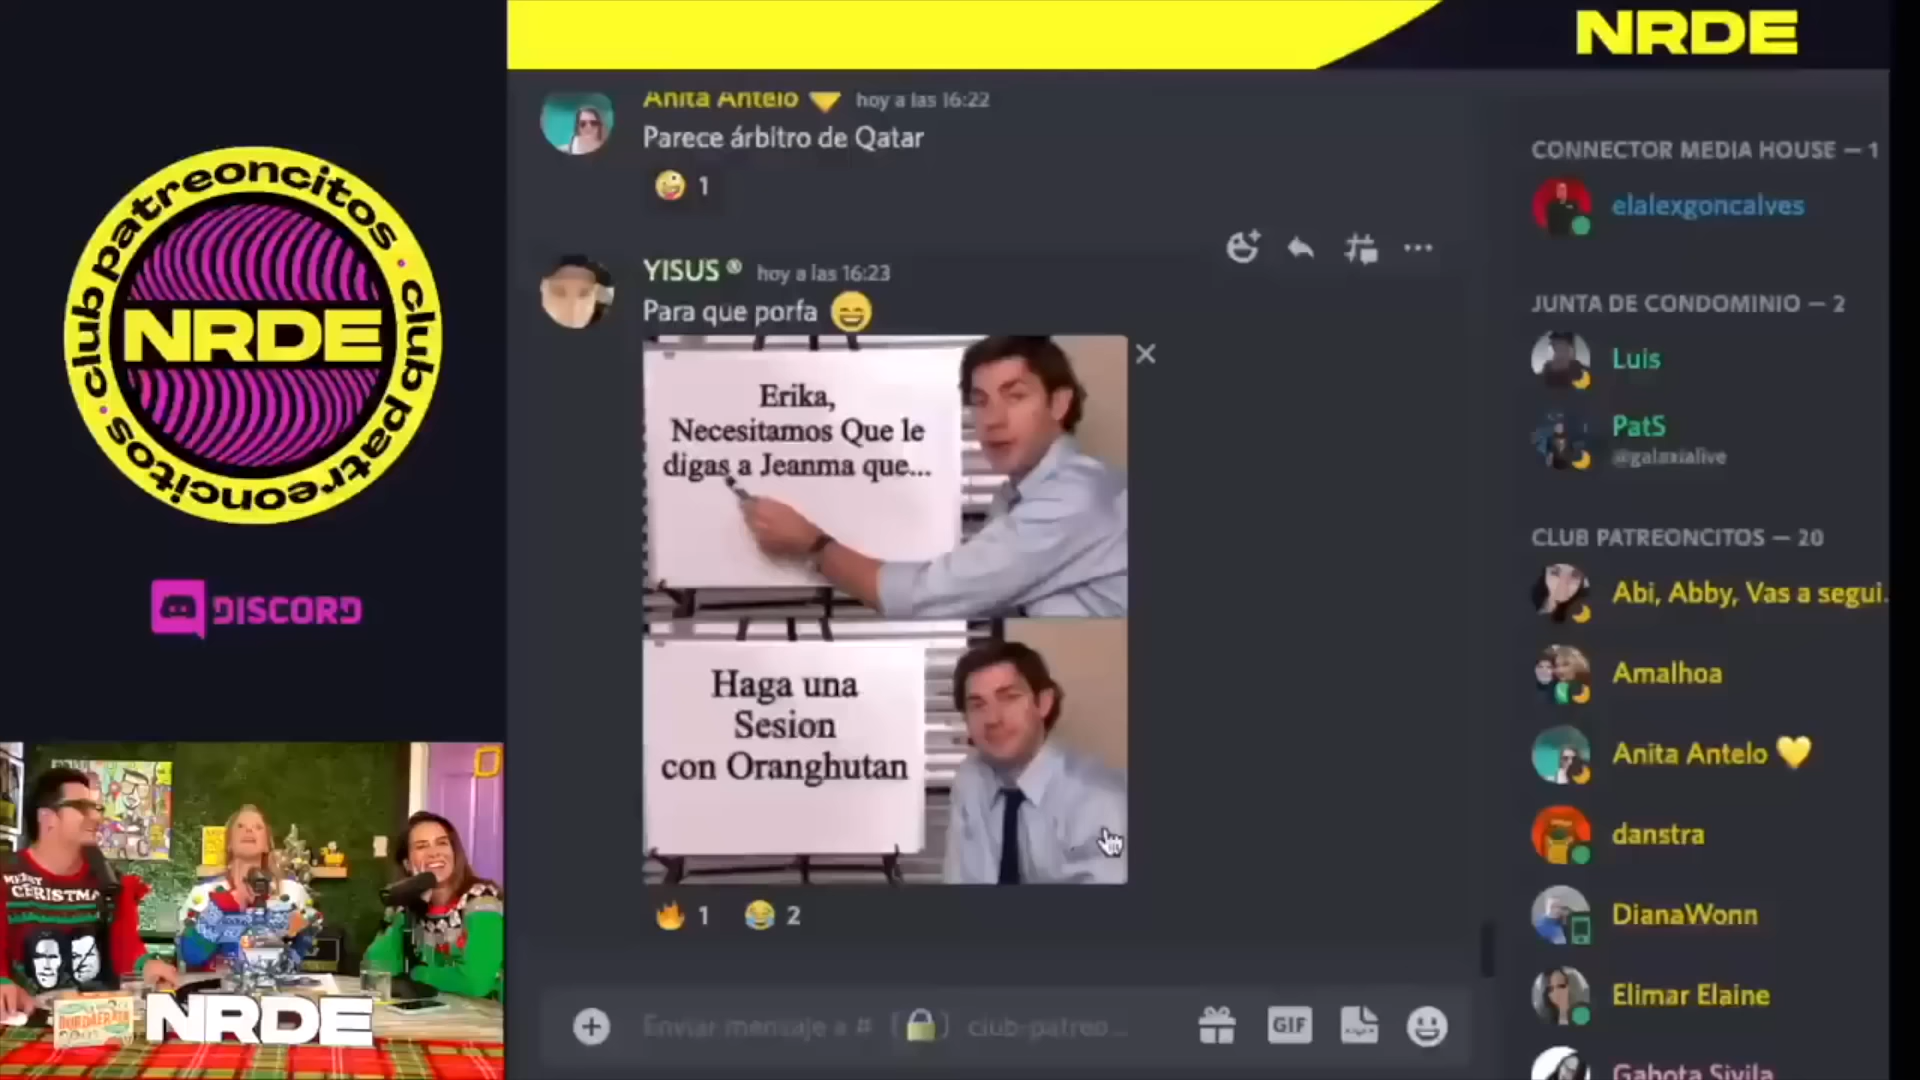 NRDE
club patreoncitos • club patreoncitos •
NRDE
DISCORD
Anita Antelo 💛 hoy a las 16:22
Parece árbitro de Qatar
🤪 1
YISUS ® hoy a las 16:23
Para que porfa 😄
Erika,
Necesitamos Que le
digas a Jeanma que...
Haga una
Sesion
con Oranghutan
🔥 1 😂 2
Enviar mensaje a # 🔒 club-patreo...
GIF
CONNECTOR MEDIA HOUSE — 1
elalexgoncalves
JUNTA DE CONDOMINIO — 2
Luis
PatS
@galaxialive
CLUB PATREONCITOS — 20
Abi, Abby, Vas a segui...
Amalhoa
Anita Antelo 💛
danstra
DianaWonn
Elimar Elaine
Gabota Sivila
MERRY
CHRISTMA
NRDE